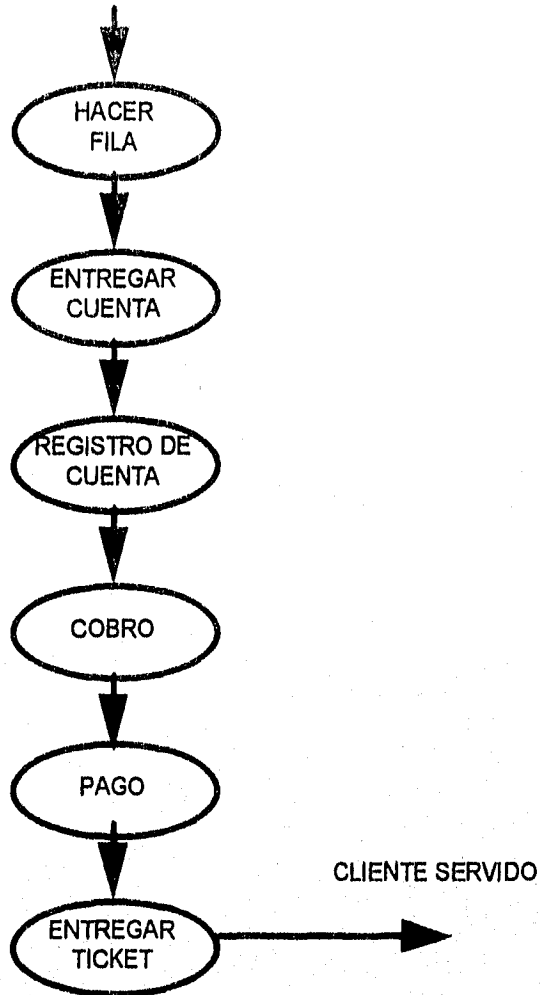 HACER
FILA
ENTREGAR
CUENTA
REGISTRO DE
CUENTA
COBRO
PAGO
CLIENTE SERVIDO
ENTREGAR
TICKET